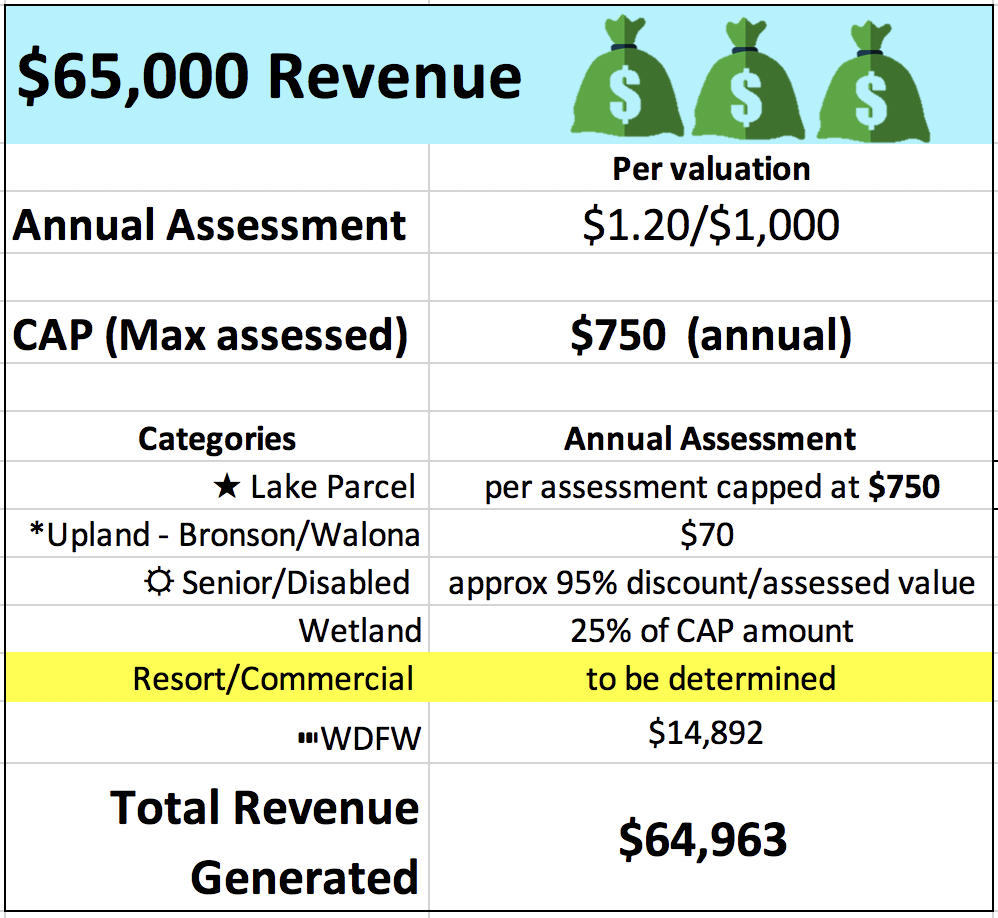 $65,000 Revenue
$ $ $
Per valuation
Annual Assessment $1.20/$1,000
CAP (Max assessed) $750 (annual)
Categories Annual Assessment
★ Lake Parcel per assessment capped at $750
*Upland - Bronson/Walona $70
☼ Senior/Disabled approx 95% discount/assessed value
Wetland 25% of CAP amount
Resort/Commercial to be determined
WDFW $14,892
Total Revenue
Generated $64,963